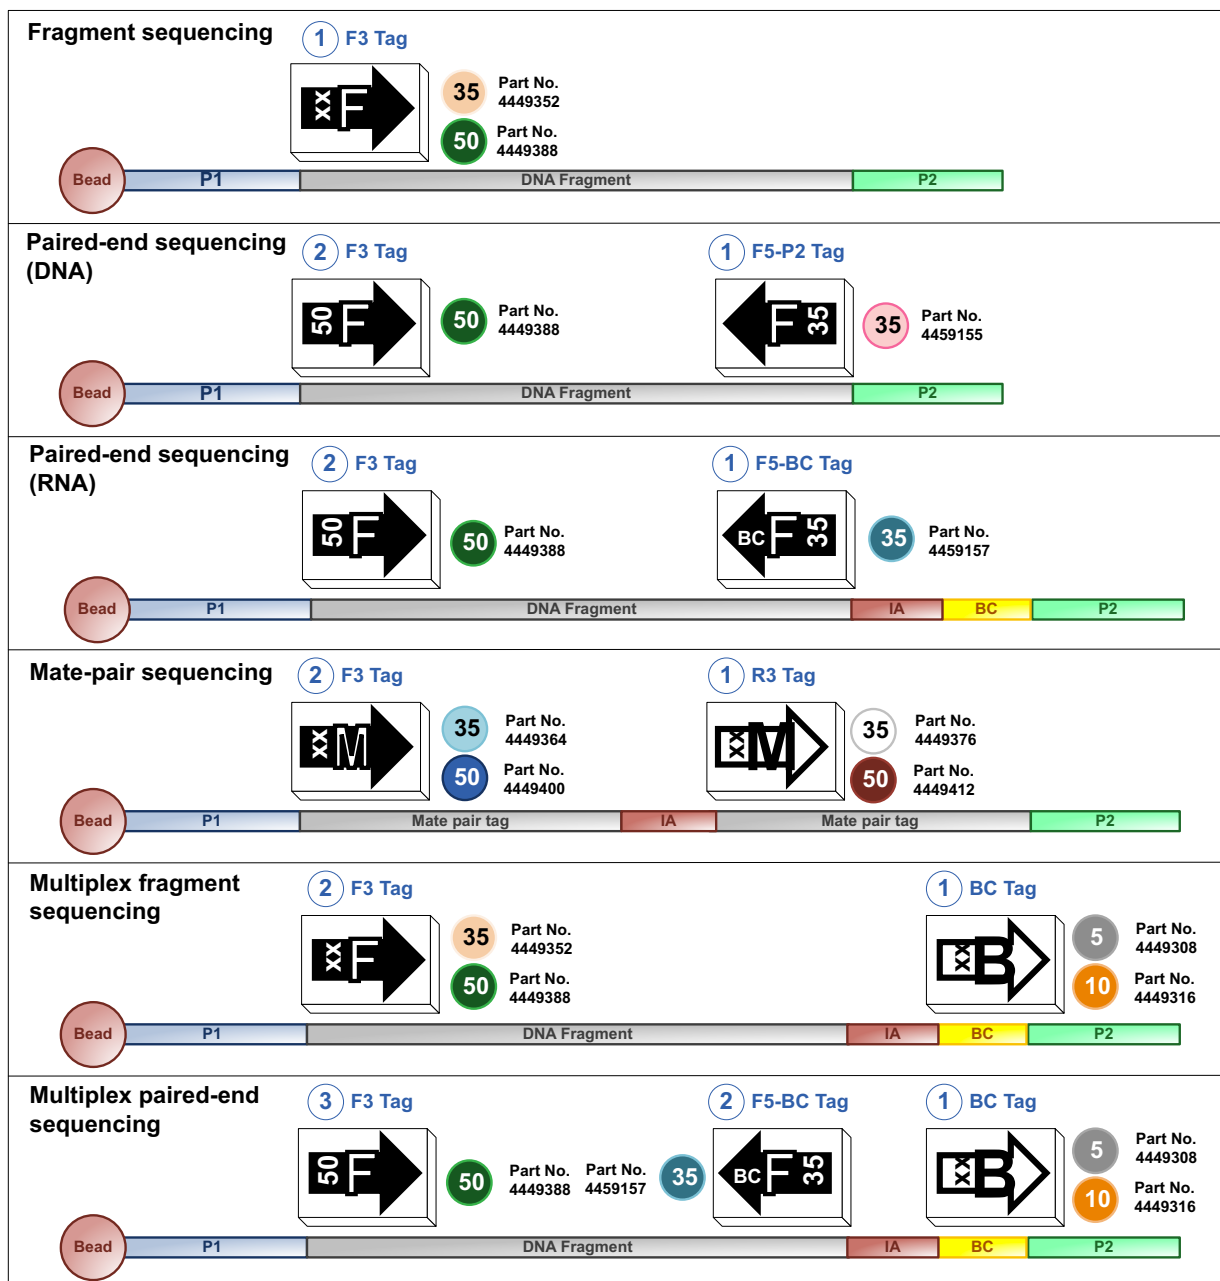 Fragment sequencing
1 F3 Tag
xx F
35 Part No.
4449352
50 Part No.
4449388
Bead P1 DNA Fragment P2
Paired-end sequencing
(DNA)
2 F3 Tag
1 F5-P2 Tag
50 F
50 Part No.
4449388
F 35
35 Part No.
4459155
Bead P1 DNA Fragment P2
Paired-end sequencing
(RNA)
2 F3 Tag
1 F5-BC Tag
50 F
50 Part No.
4449388
BC F 35
35 Part No.
4459157
Bead P1 DNA Fragment IA BC P2
Mate-pair sequencing
2 F3 Tag
1 R3 Tag
xx M
35 Part No.
4449364
50 Part No.
4449400
xx M
35 Part No.
4449376
50 Part No.
4449412
Bead P1 Mate pair tag IA Mate pair tag P2
Multiplex fragment
sequencing
2 F3 Tag
1 BC Tag
xx F
35 Part No.
4449352
50 Part No.
4449388
xx B
5 Part No.
4449308
10 Part No.
4449316
Bead P1 DNA Fragment IA BC P2
Multiplex paired-end
sequencing
3 F3 Tag
2 F5-BC Tag
1 BC Tag
50 F
50 Part No.
4449388
Part No. 35
4459157
BC F 35
xx B
5 Part No.
4449308
10 Part No.
4449316
Bead P1 DNA Fragment IA BC P2